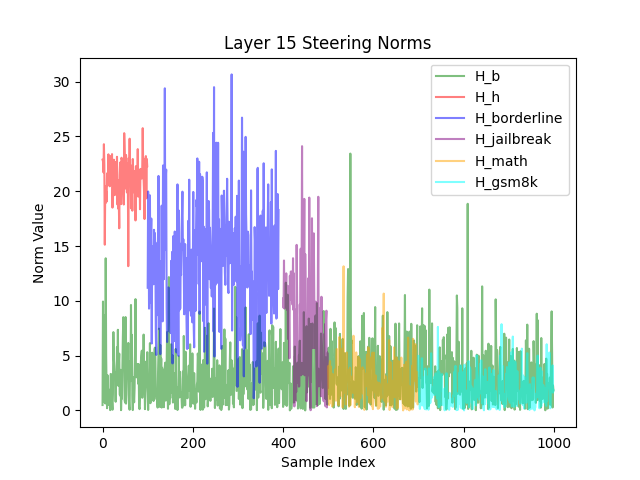 Layer 15 Steering Norms
30
25
20
15
10
5
0
Norm Value
H_b
H_h
H_borderline
H_jailbreak
H_math
H_gsm8k
0
200
400
600
800
1000
Sample Index